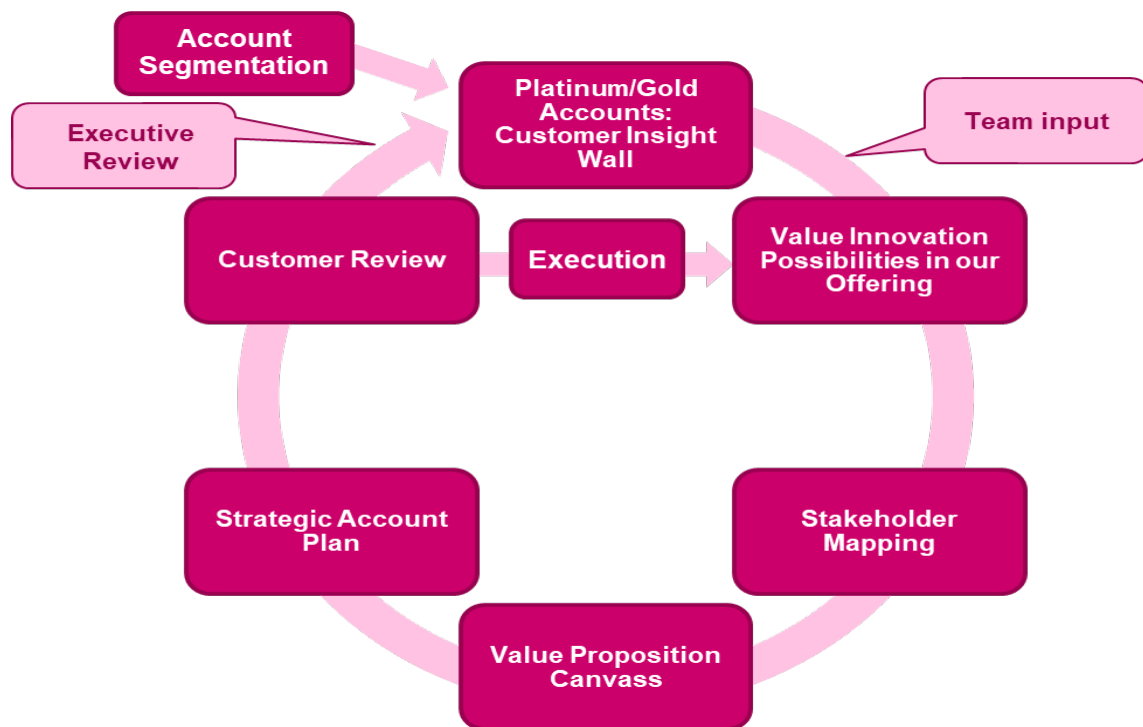 Account
Segmentation
Platinum/Gold
Accounts:
Customer Insight
Wall
Executive
Review
Team input
Customer Review
Execution
Value Innovation
Possibilities in our
Offering
Strategic Account
Plan
Stakeholder
Mapping
Value Proposition
Canvass